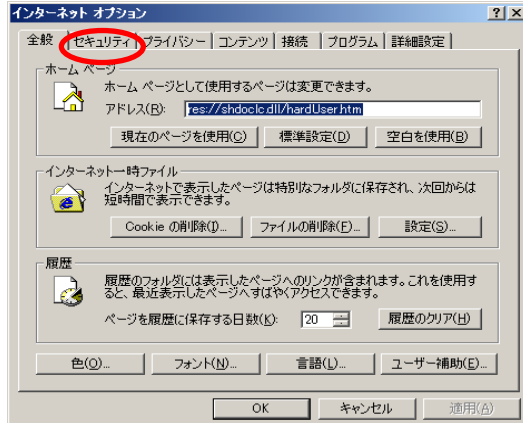 インターネット オプション
全般 セキュリティ プライバシー コンテンツ 接続 プログラム 詳細設定
ホーム ページ
ホーム ページとして使用するページは変更できます。
アドレス(R): res://shdoclc.dll/hardUser.htm
現在のページを使用(C) 標準設定(D) 空白を使用(B)
インターネット一時ファイル
インターネットで表示したページは特別なフォルダに保存され、次回からは
短時間で表示できます。
Cookie の削除(I)... ファイルの削除(F)... 設定(S)...
履歴
履歴のフォルダには表示したページへのリンクが含まれます。これを使用す
ると、最近表示したページへすばやくアクセスできます。
ページを履歴に保存する日数(K): 20 履歴のクリア(H)
色(O)... フォント(N)... 言語(L)... ユーザー補助(E)...
OK キャンセル 適用(A)